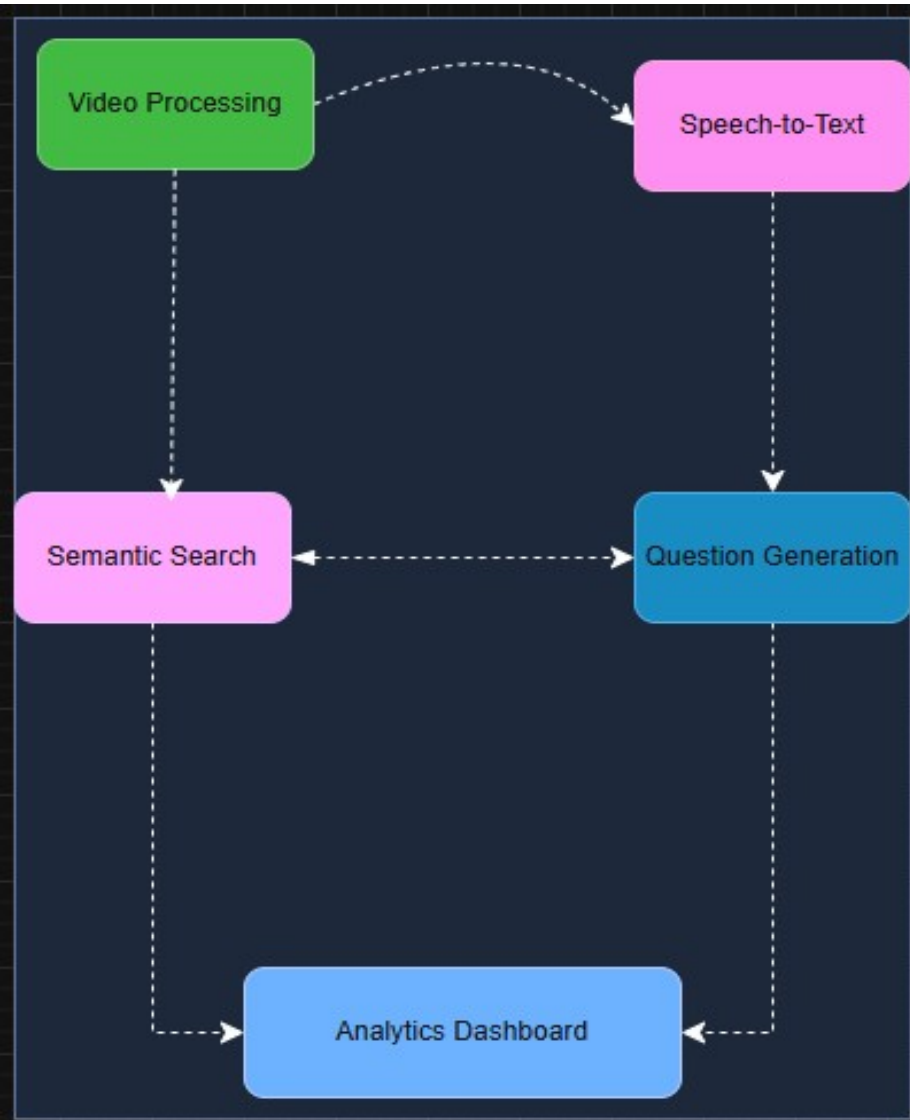 Video Processing
Speech-to-Text
Semantic Search
Question Generation
Analytics Dashboard